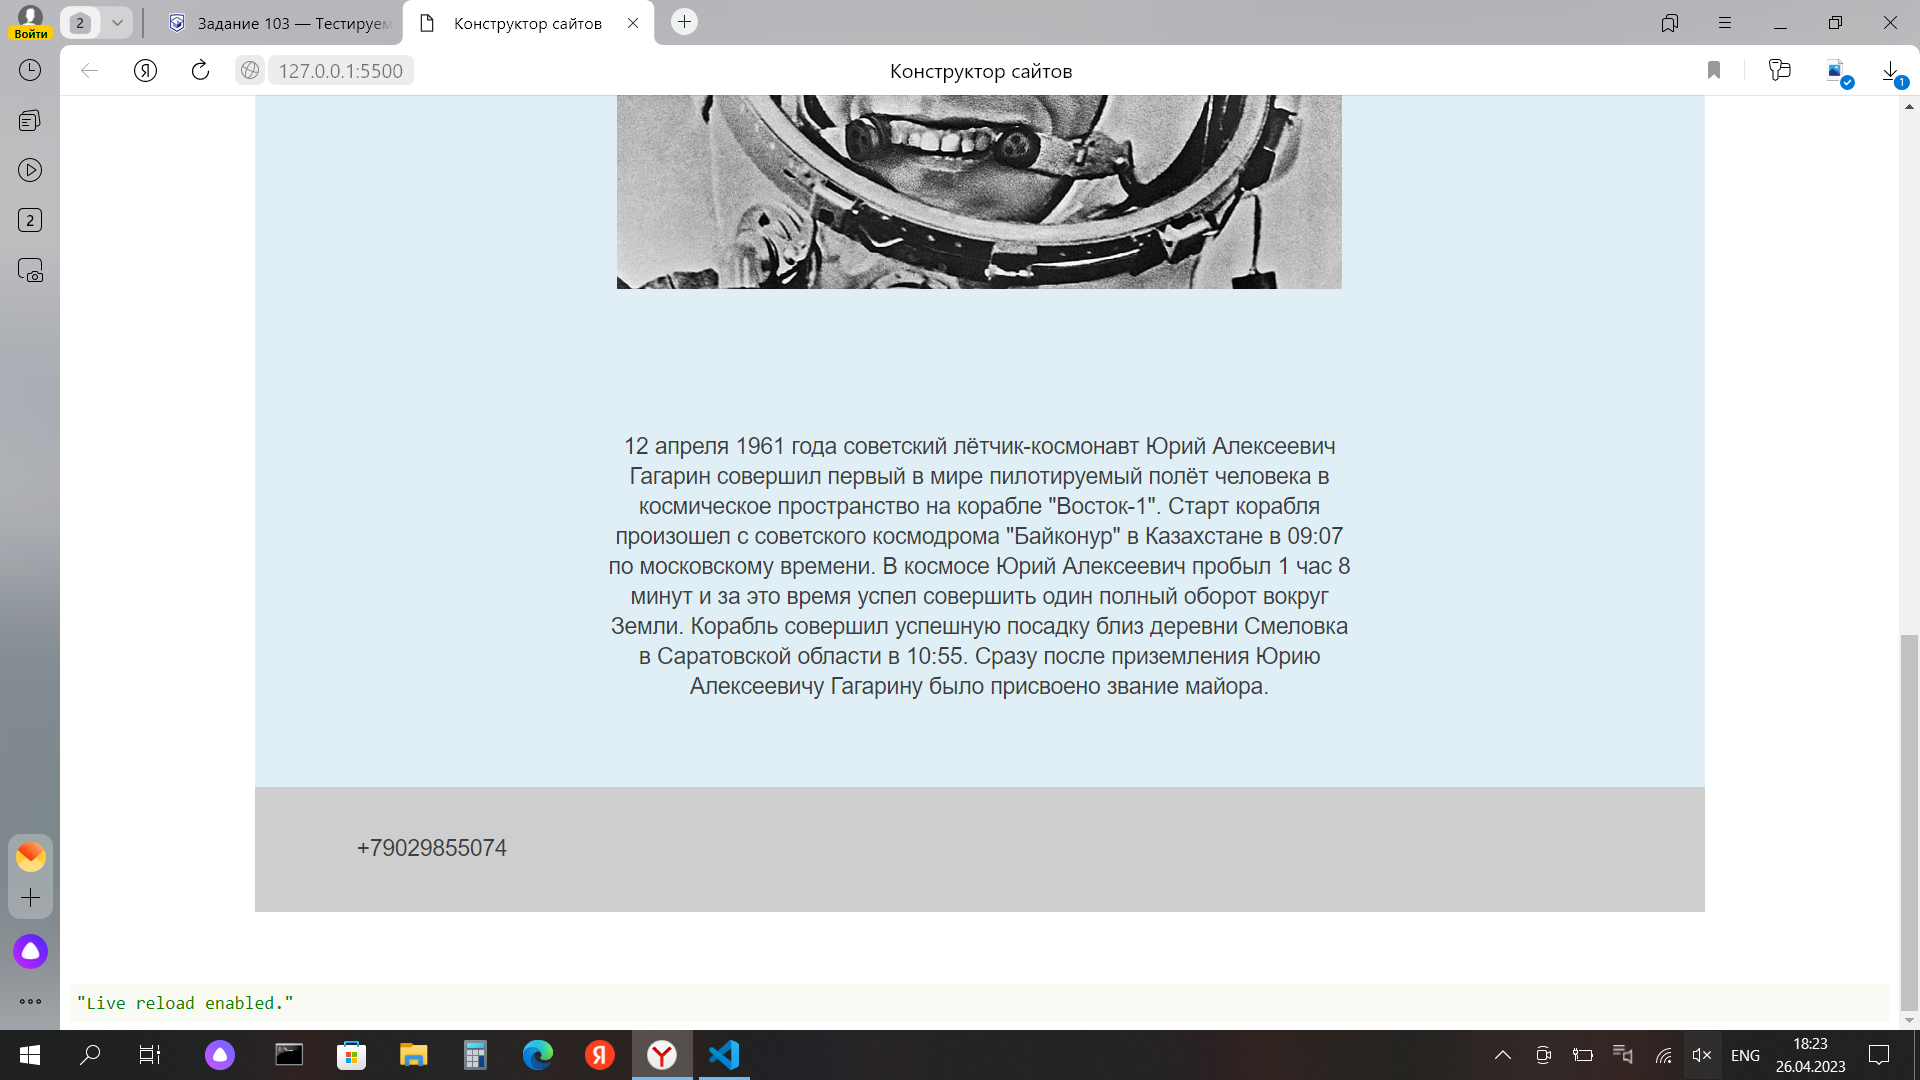 2
Задание 103 — Тестируем
Конструктор сайтов
Войти
127.0.0.1:5500
Конструктор сайтов
1
2
12 апреля 1961 года советский лётчик-космонавт Юрий Алексеевич
Гагарин совершил первый в мире пилотируемый полёт человека в
космическое пространство на корабле "Восток-1". Старт корабля
произошел с советского космодрома "Байконур" в Казахстане в 09:07
по московскому времени. В космосе Юрий Алексеевич пробыл 1 час 8
минут и за это время успел совершить один полный оборот вокруг
Земли. Корабль совершил успешную посадку близ деревни Смеловка
в Саратовской области в 10:55. Сразу после приземления Юрию
Алексеевичу Гагарину было присвоено звание майора.
+79029855074
"Live reload enabled."
18:23
ENG
26.04.2023